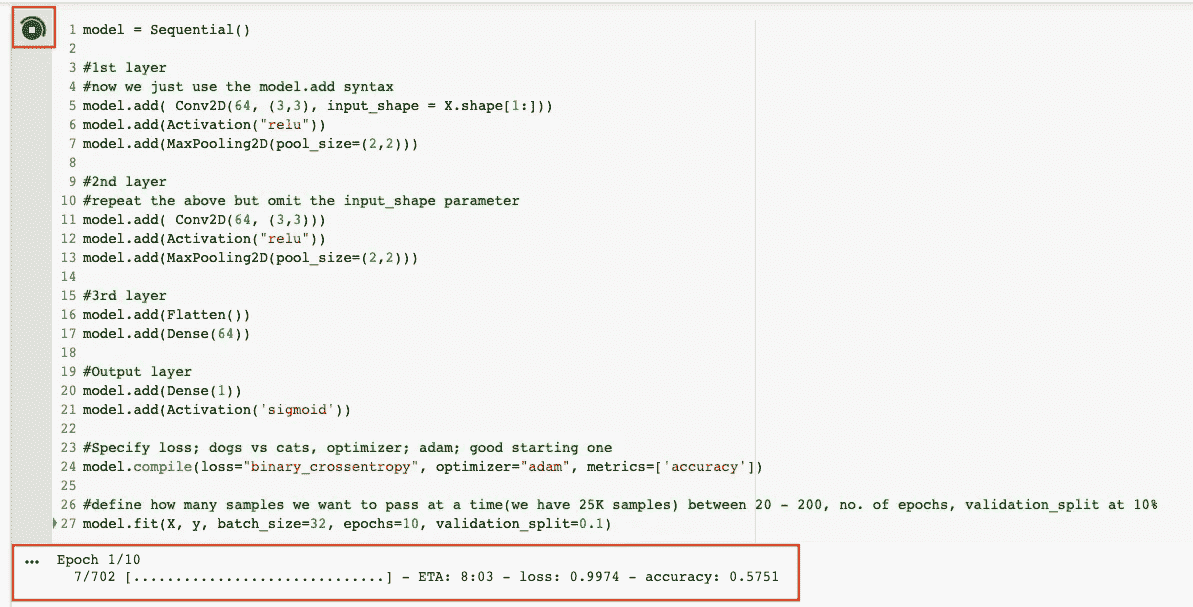 1 model = Sequential()
2
3 #1st layer
4 #now we just use the model.add syntax
5 model.add( Conv2D(64, (3,3), input_shape = X.shape[1:]))
6 model.add(Activation("relu"))
7 model.add(MaxPooling2D(pool_size=(2,2)))
8
9 #2nd layer
10 #repeat the above but omit the input_shape parameter
11 model.add( Conv2D(64, (3,3)))
12 model.add(Activation("relu"))
13 model.add(MaxPooling2D(pool_size=(2,2)))
14
15 #3rd layer
16 model.add(Flatten())
17 model.add(Dense(64))
18
19 #Output layer
20 model.add(Dense(1))
21 model.add(Activation('sigmoid'))
22
23 #Specify loss; dogs vs cats, optimizer; adam; good starting one
24 model.compile(loss="binary_crossentropy", optimizer="adam", metrics=['accuracy'])
25
26 #define how many samples we want to pass at a time(we have 25K samples) between 20 - 200, no. of epochs, validation_split at 10%
27 model.fit(X, y, batch_size=32, epochs=10, validation_split=0.1)
... Epoch 1/10
7/702 [..............................] - ETA: 8:03 - loss: 0.9974 - accuracy: 0.5751